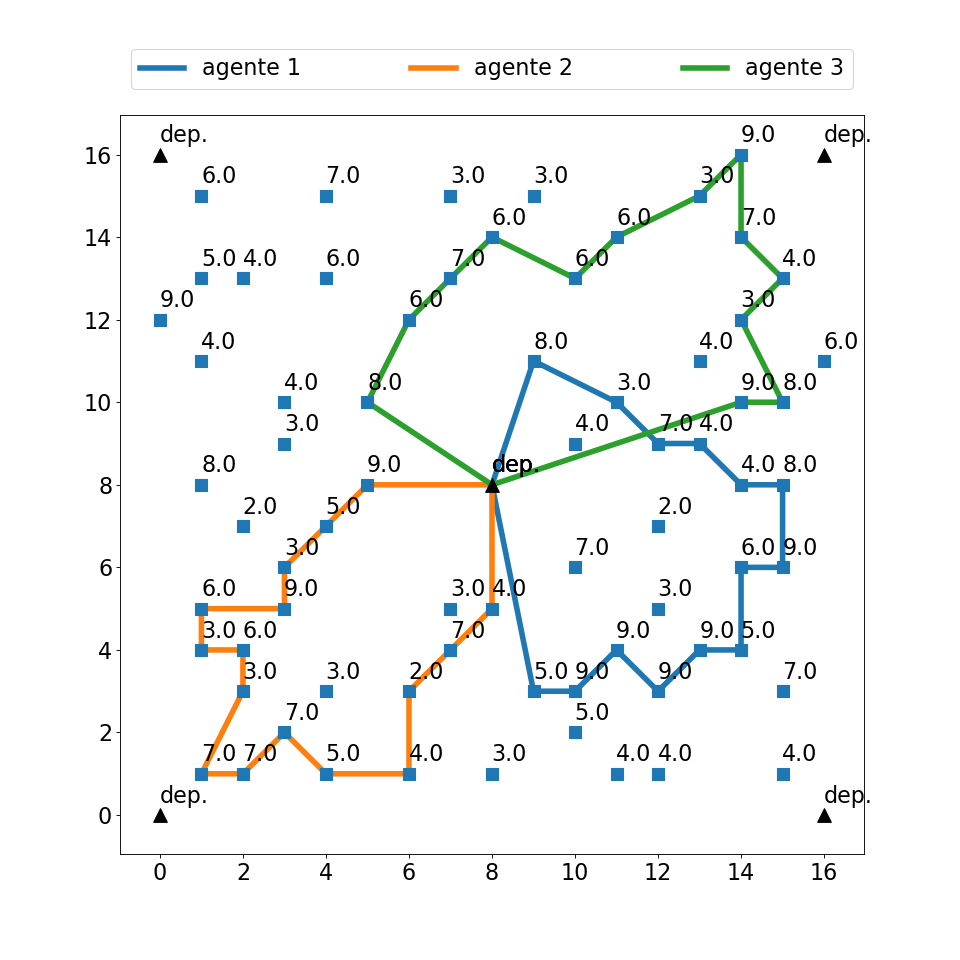 agente 1 agente 2 agente 3
9.0
dep. dep.
16
6.0 7.0 3.0 3.0 3.0
14 6.0 6.0 7.0
5.0 4.0 6.0 7.0 6.0 4.0
12 9.0 6.0 3.0
4.0 8.0 4.0 6.0
10 4.0 8.0 3.0 9.0 8.0
3.0 4.0 7.0 4.0
8 8.0 9.0 dep. dep. 4.0 8.0
2.0 5.0 2.0
6 3.0 7.0 6.0 9.0
6.0 9.0 3.0 4.0 3.0
4 3.0 6.0 7.0 9.0 9.0 5.0
3.0 3.0 2.0 5.0 9.0 9.0 7.0
2 7.0 5.0
7.0 7.0 5.0 4.0 3.0 4.0 4.0 4.0
0 dep. dep.
0 2 4 6 8 10 12 14 16